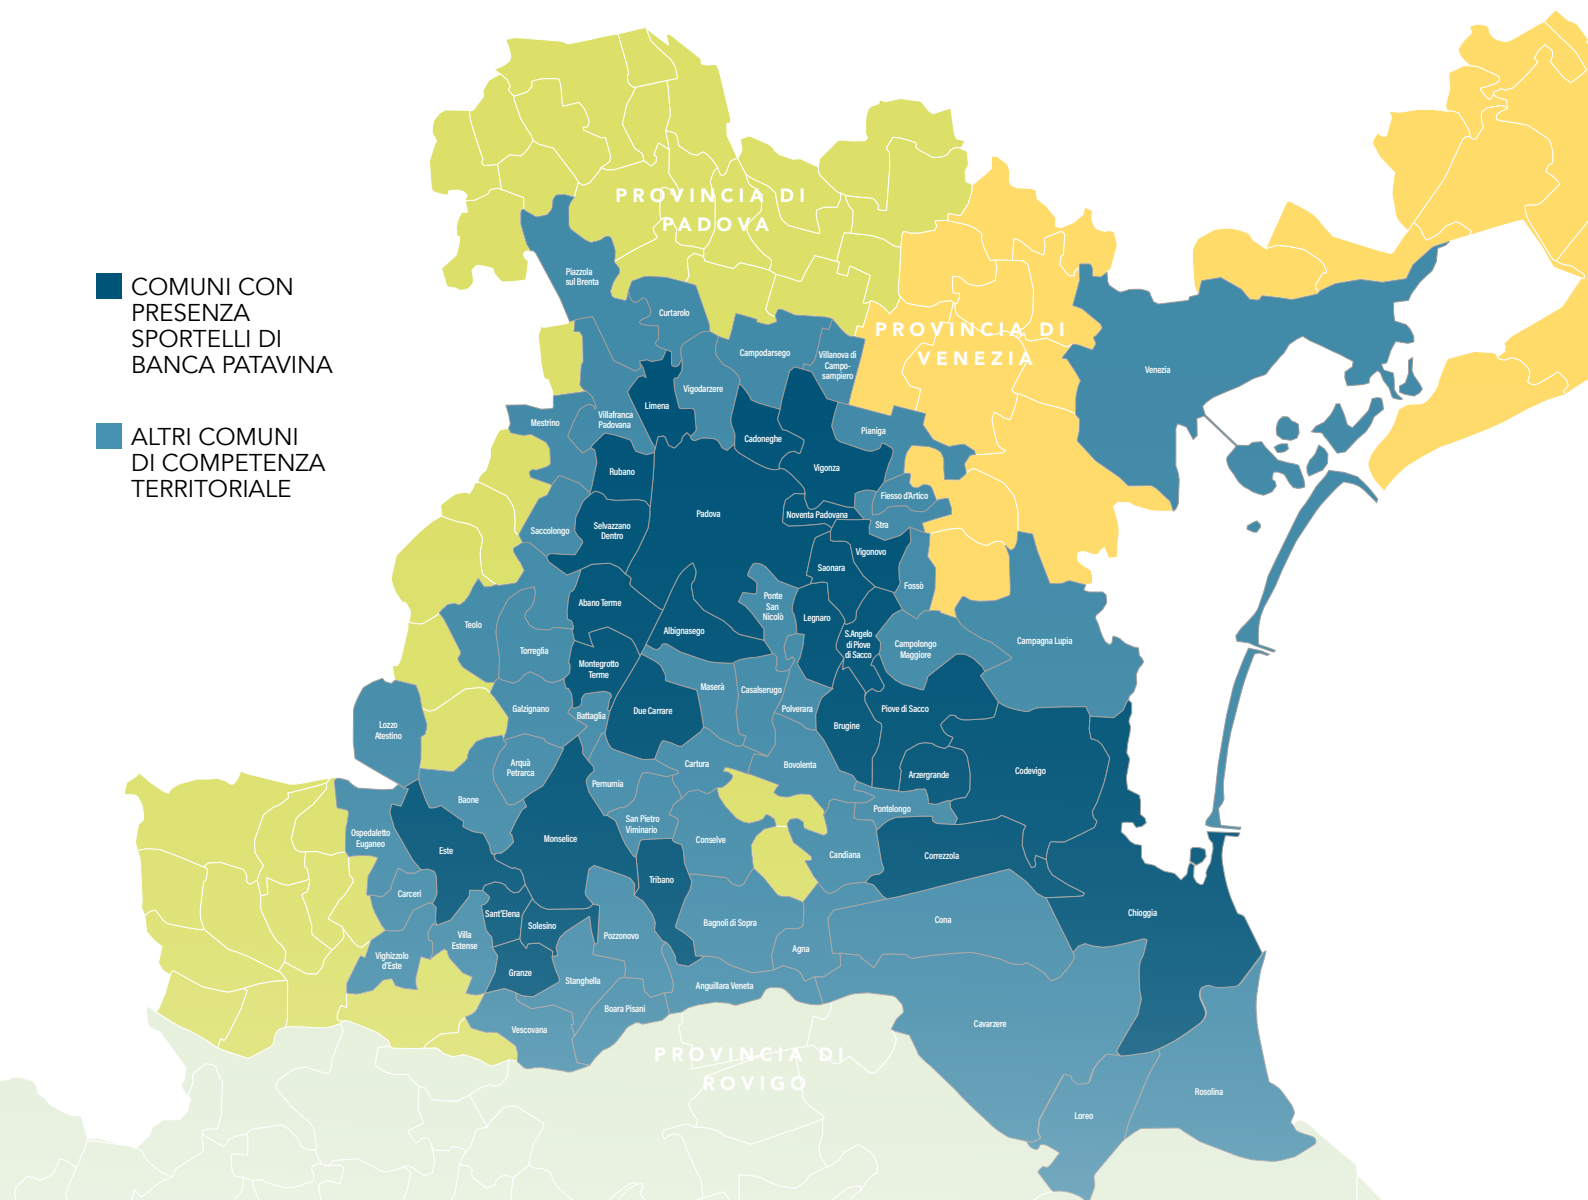 PROVINCIA DI
PADOVA
PROVINCIA DI
VENEZIA
COMUNI CON
PRESENZA
SPORTELLI DI
BANCA PATAVINA
ALTRI COMUNI
DI COMPETENZA
TERRITORIALE
Piazzola
sul Brenta
Curtarolo
Campodarsego
Villanova di
Campo-
sampiero
Venezia
Vigodarzere
Limena
Villafranca
Padovana
Mestrino
Cadoneghe
Pianiga
Rubano
Vigonza
Fiesso d'Artico
Padova
Noventa Padovana
Stra
Saccolongo
Selvazzano
Dentro
Vigonovo
Saonara
Fossò
Abano Terme
Ponte
San
Nicolò
Legnaro
Teolo
Albignasego
S.Angelo
di Piove
di Sacco
Campolongo
Maggiore
Campagna Lupia
Torreglia
Montegrotto
Terme
Maserà
Casalserugo
Galzignano
Battaglia
Due Carrare
Polverara
Piove di Sacco
Lozzo
Atestino
Brugine
Arquà
Petrarca
Cartura
Bovolenta
Arzergrande
Codevigo
Baone
Pernumia
Pontelongo
San Pietro
Viminario
Ospedaletto
Euganeo
Este
Monselice
Conselve
Candiana
Correzzola
Tribano
Carceri
Sant'Elena
Solesino
Bagnoli di Sopra
Cona
Chioggia
Villa
Estense
Pozzonovo
Agna
Vighizzolo
d'Este
Granze
Stanghella
Anguillara Veneta
Boara Pisani
Vescovana
Cavarzere
PROVINCIA DI
ROVIGO
Rosolina
Loreo